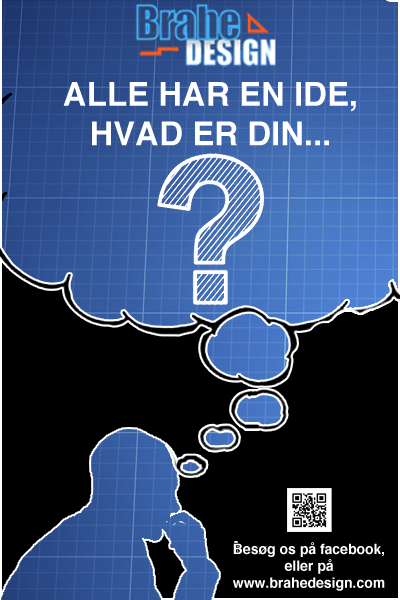 Brahe
DESIGN
ALLE HAR EN IDE,
HVAD ER DIN...
?
Besøg os på facebook,
eller på
www.brahedesign.com